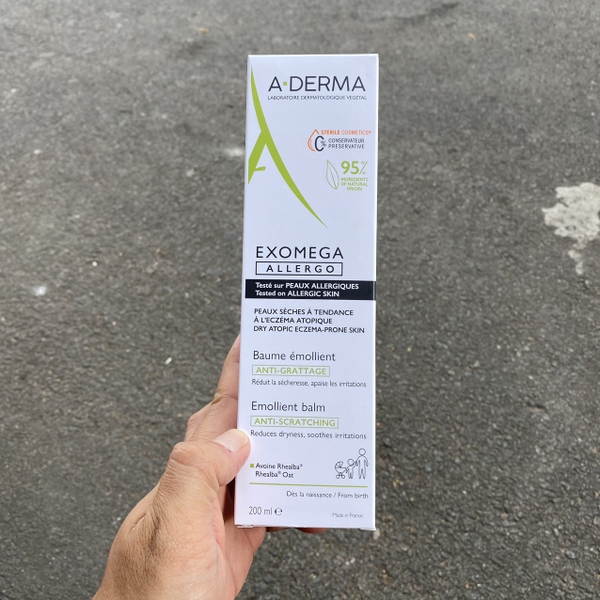 A·DERMA
LABORATOIRE DERMATOLOGIQUE VÉGÉTAL
STERILE COSMETICS®
0%
CONSERVATEUR
PRESERVATIVE
95%
INGREDIENTS
OF NATURAL
ORIGIN
EXOMEGA
ALLERGO
Testé sur PEAUX ALLERGIQUES
Tested on ALLERGIC SKIN
PEAUX SÈCHES À TENDANCE
À L'ECZÉMA ATOPIQUE
DRY ATOPIC ECZEMA-PRONE SKIN
Baume émollient
ANTI-GRATTAGE
Réduit la sécheresse, apaise les irritations
Emollient balm
ANTI-SCRATCHING
Reduces dryness, soothes irritations
Avoine Rhealba®
Rhealba® Oat
Dès la naissance / From birth
200 ml ℮
Made in France